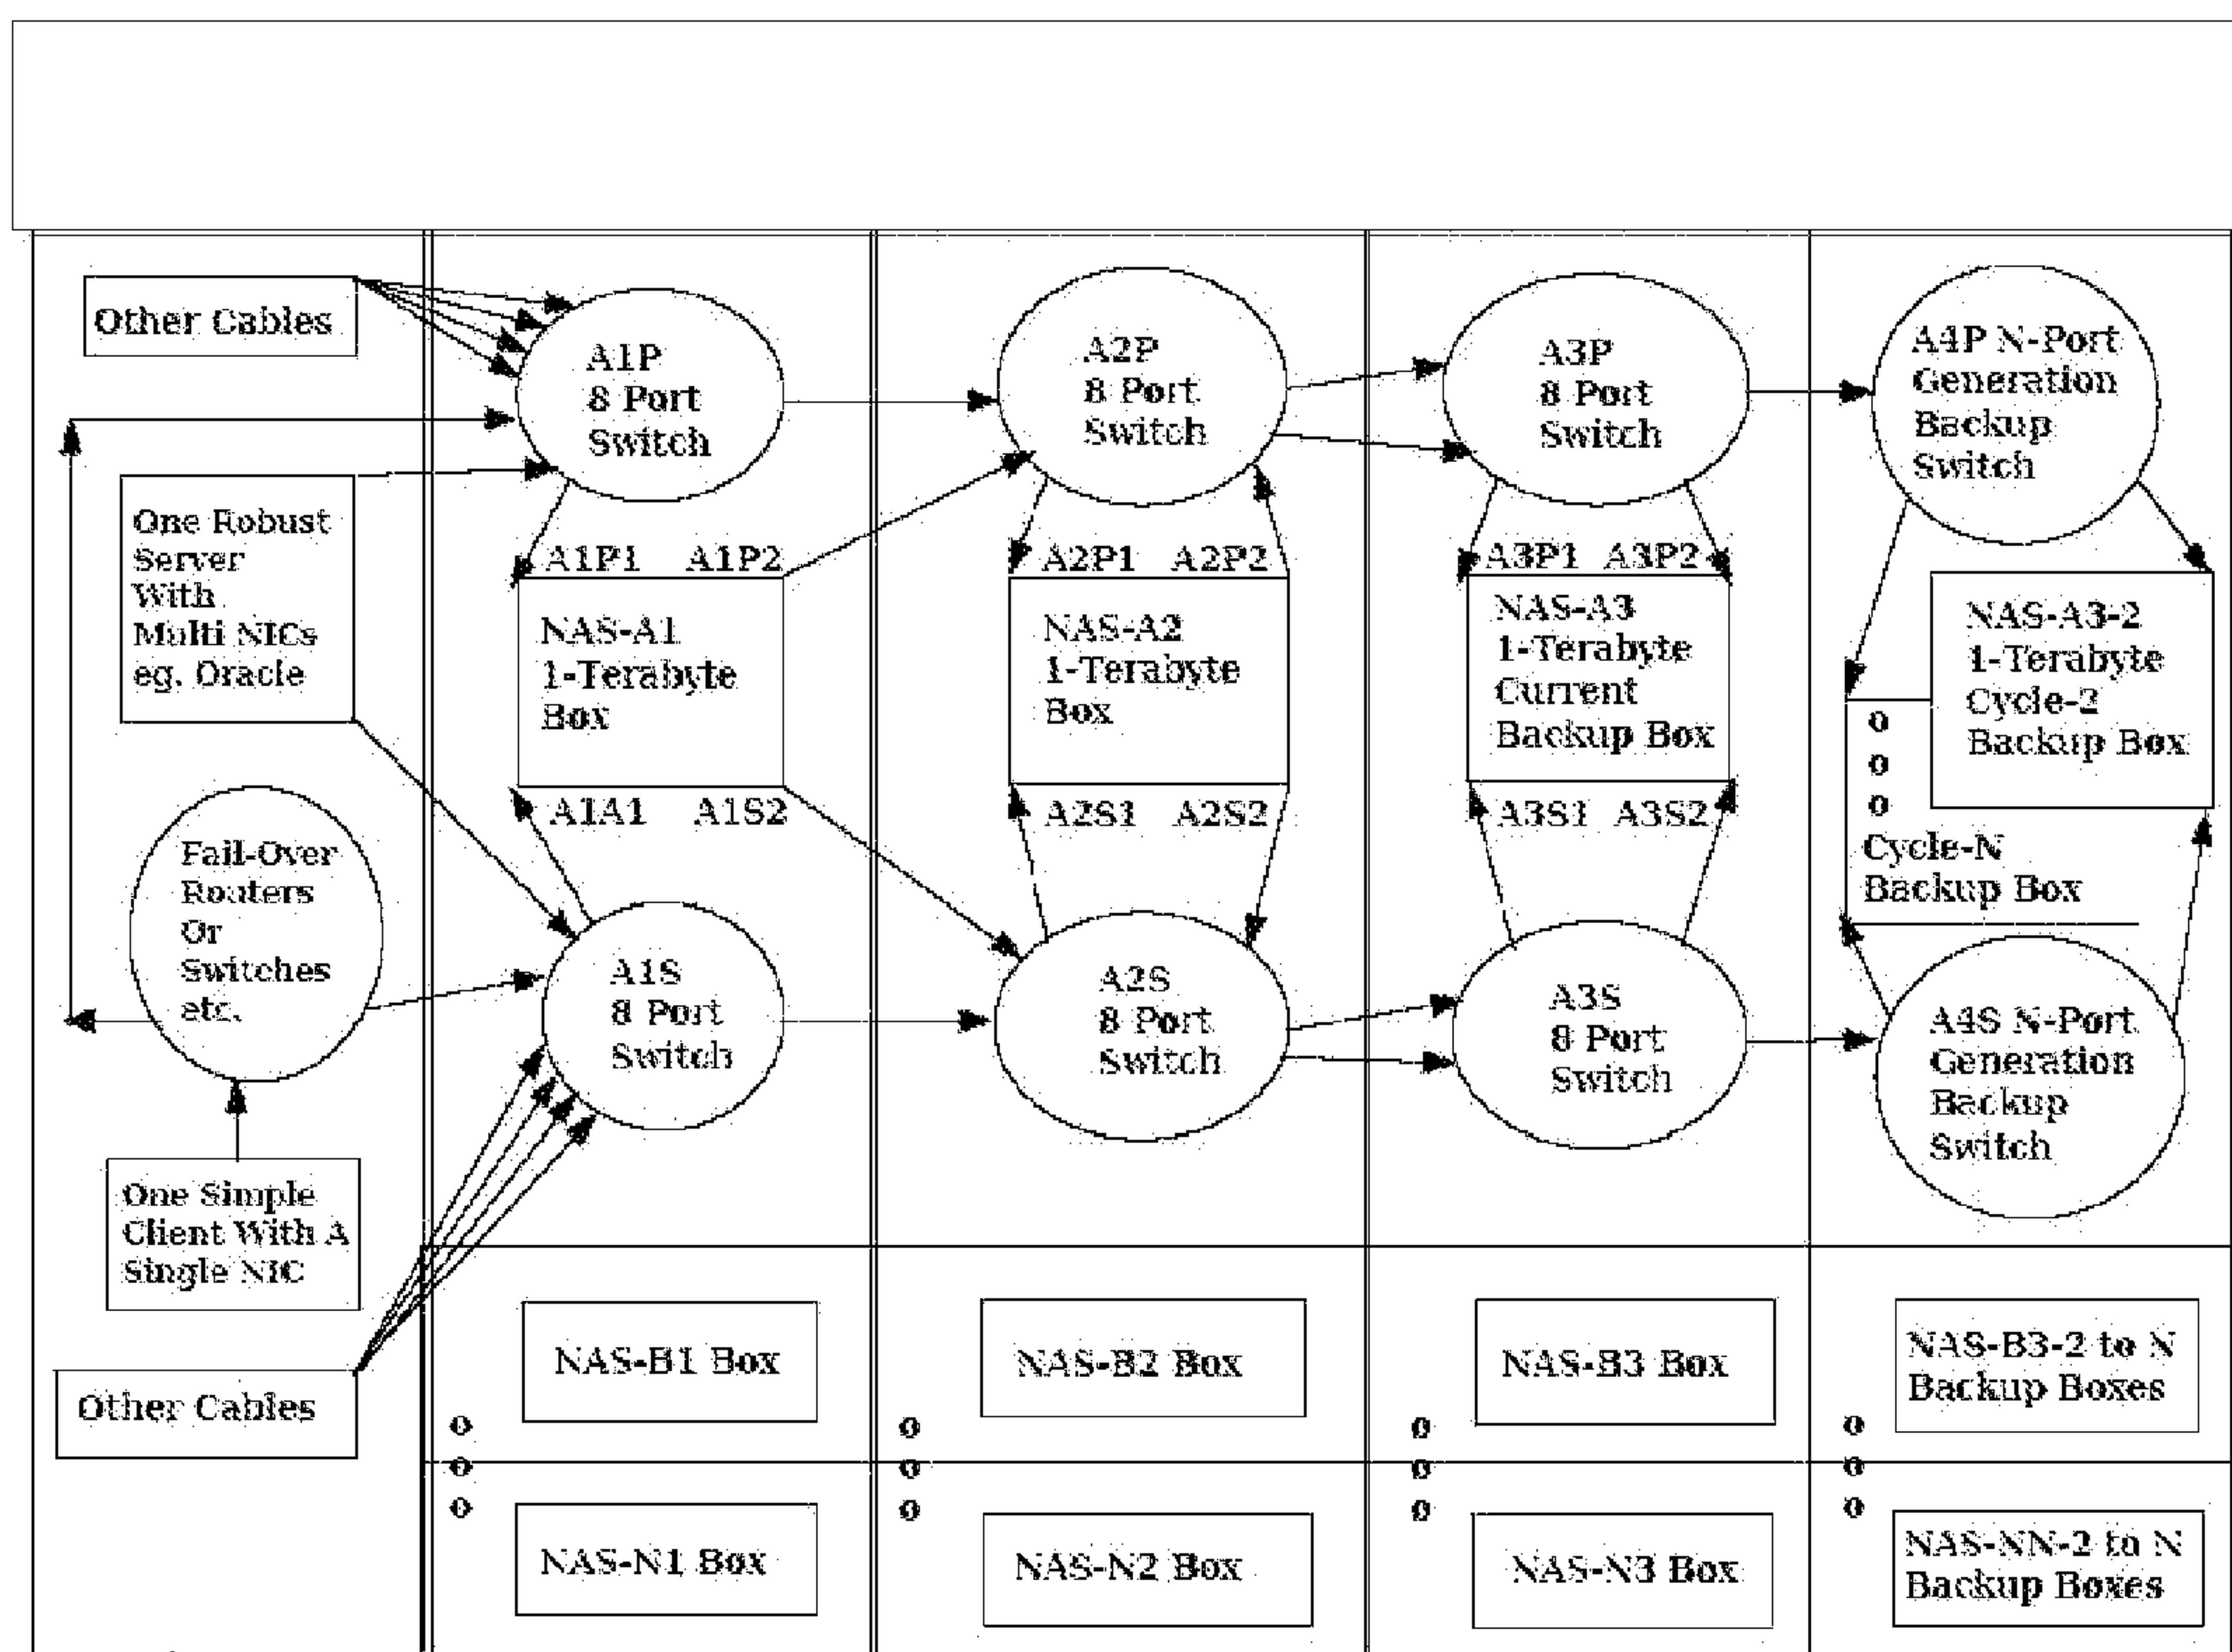 Other Cables
One Robust
Server
With
Multi NICs
eg. Oracle
Fail-Over
Routers
Or
Switches
etc.
One Simple
Client With A
Single NIC
Other Cables
A1P
8 Port
Switch
A1P1 A1P2
NAS-A1
1-Terabyte
Box
A1A1 A1S2
A1S
8 Port
Switch
A2P
8 Port
Switch
A2P1 A2P2
NAS-A2
1-Terabyte
Box
A2S1 A2S2
A2S
8 Port
Switch
A3P
8 Port
Switch
A3P1 A3P2
NAS-A3
1-Terabyte
Current
Backup Box
A3S1 A3S2
A3S
8 Port
Switch
A4P N-Port
Generation
Backup
Switch
NAS-A3-2
1-Terabyte
Cycle-2
Backup Box
o
o
o
Cycle-N
Backup Box
A4S N-Port
Generation
Backup
Switch
NAS-B1 Box
NAS-B2 Box
NAS-B3 Box
NAS-B3-2 to N
Backup Boxes
o o o o
o o o o
o o o o
NAS-N1 Box
NAS-N2 Box
NAS-N3 Box
NAS-NN-2 to N
Backup Boxes